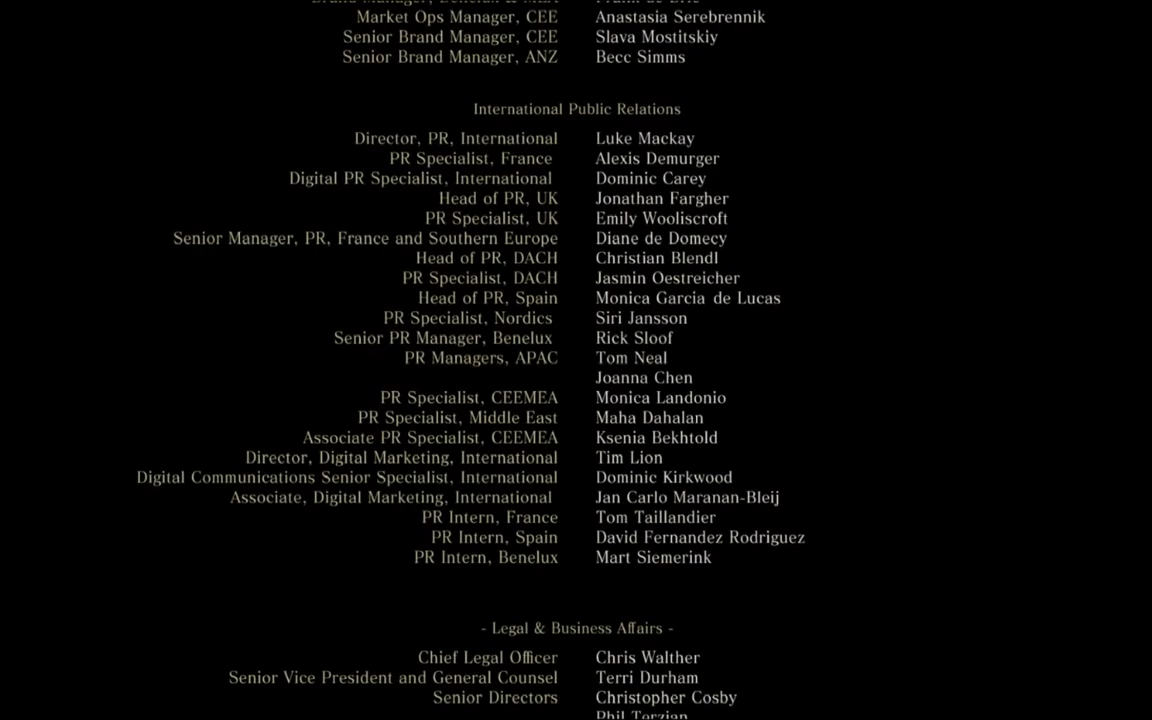 Market Ops Manager, CEE Anastasia Serebrennik
Senior Brand Manager, CEE Slava Mostitskiy
Senior Brand Manager, ANZ Becc Simms
International Public Relations
Director, PR, International Luke Mackay
PR Specialist, France Alexis Demurger
Digital PR Specialist, International Dominic Carey
Head of PR, UK Jonathan Fargher
PR Specialist, UK Emily Wooliscroft
Senior Manager, PR, France and Southern Europe Diane de Domecy
Head of PR, DACH Christian Blendl
PR Specialist, DACH Jasmin Oestreicher
Head of PR, Spain Monica Garcia de Lucas
PR Specialist, Nordics Siri Jansson
Senior PR Manager, Benelux Rick Sloof
PR Managers, APAC Tom Neal
Joanna Chen
PR Specialist, CEEMEA Monica Landonio
PR Specialist, Middle East Maha Dahalan
Associate PR Specialist, CEEMEA Ksenia Bekhtold
Director, Digital Marketing, International Tim Lion
Digital Communications Senior Specialist, International Dominic Kirkwood
Associate, Digital Marketing, International Jan Carlo Maranan-Bleij
PR Intern, France Tom Taillandier
PR Intern, Spain David Fernandez Rodriguez
PR Intern, Benelux Mart Siemerink
- Legal & Business Affairs -
Chief Legal Officer Chris Walther
Senior Vice President and General Counsel Terri Durham
Senior Directors Christopher Cosby
Phil Terzian